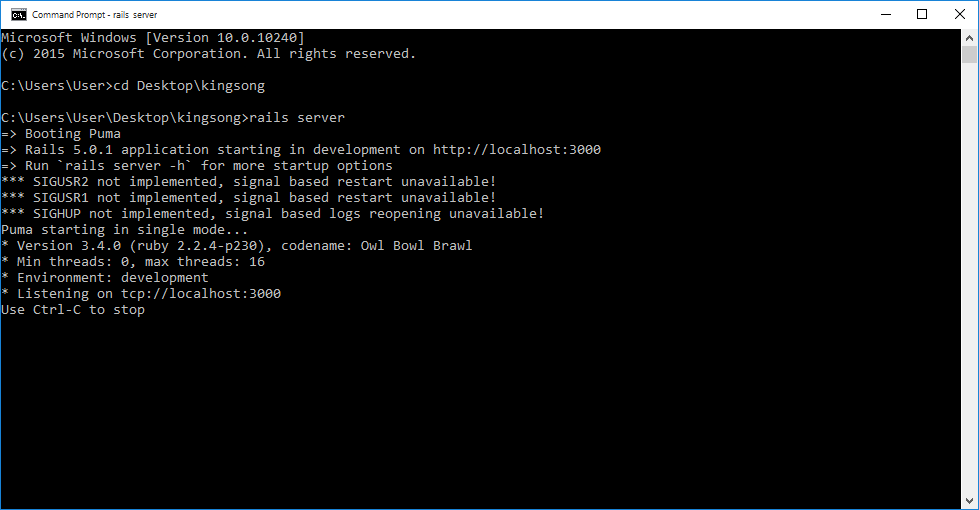 Command Prompt - rails server
Microsoft Windows [Version 10.0.10240]
(c) 2015 Microsoft Corporation. All rights reserved.
C:\Users\User>cd Desktop\kingsong
C:\Users\User\Desktop\kingsong>rails server
=> Booting Puma
=> Rails 5.0.1 application starting in development on http://localhost:3000
=> Run `rails server -h` for more startup options
*** SIGUSR2 not implemented, signal based restart unavailable!
*** SIGUSR1 not implemented, signal based restart unavailable!
*** SIGHUP not implemented, signal based logs reopening unavailable!
Puma starting in single mode...
* Version 3.4.0 (ruby 2.2.4-p230), codename: Owl Bowl Brawl
* Min threads: 0, max threads: 16
* Environment: development
* Listening on tcp://localhost:3000
Use Ctrl-C to stop